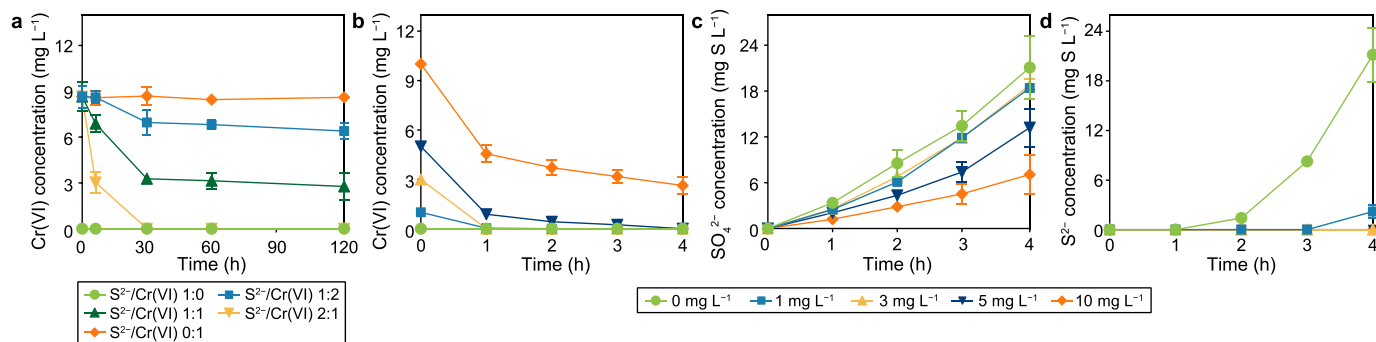 a
Cr(VI) concentration (mg L⁻¹)
12
9
6
3
0
0 30 60 90 120
Time (h)
b
Cr(VI) concentration (mg L⁻¹)
12
9
6
3
0
0 1 2 3 4
Time (h)
c
SO₄²⁻ concentration (mg S L⁻¹)
24
18
12
6
0
0 1 2 3 4
Time (h)
d
S²⁻ concentration (mg S L⁻¹)
24
18
12
6
0
0 1 2 3 4
Time (h)
S²⁻/Cr(VI) 1:0 S²⁻/Cr(VI) 1:2
S²⁻/Cr(VI) 1:1 S²⁻/Cr(VI) 2:1
S²⁻/Cr(VI) 0:1
0 mg L⁻¹ 1 mg L⁻¹ 3 mg L⁻¹ 5 mg L⁻¹ 10 mg L⁻¹